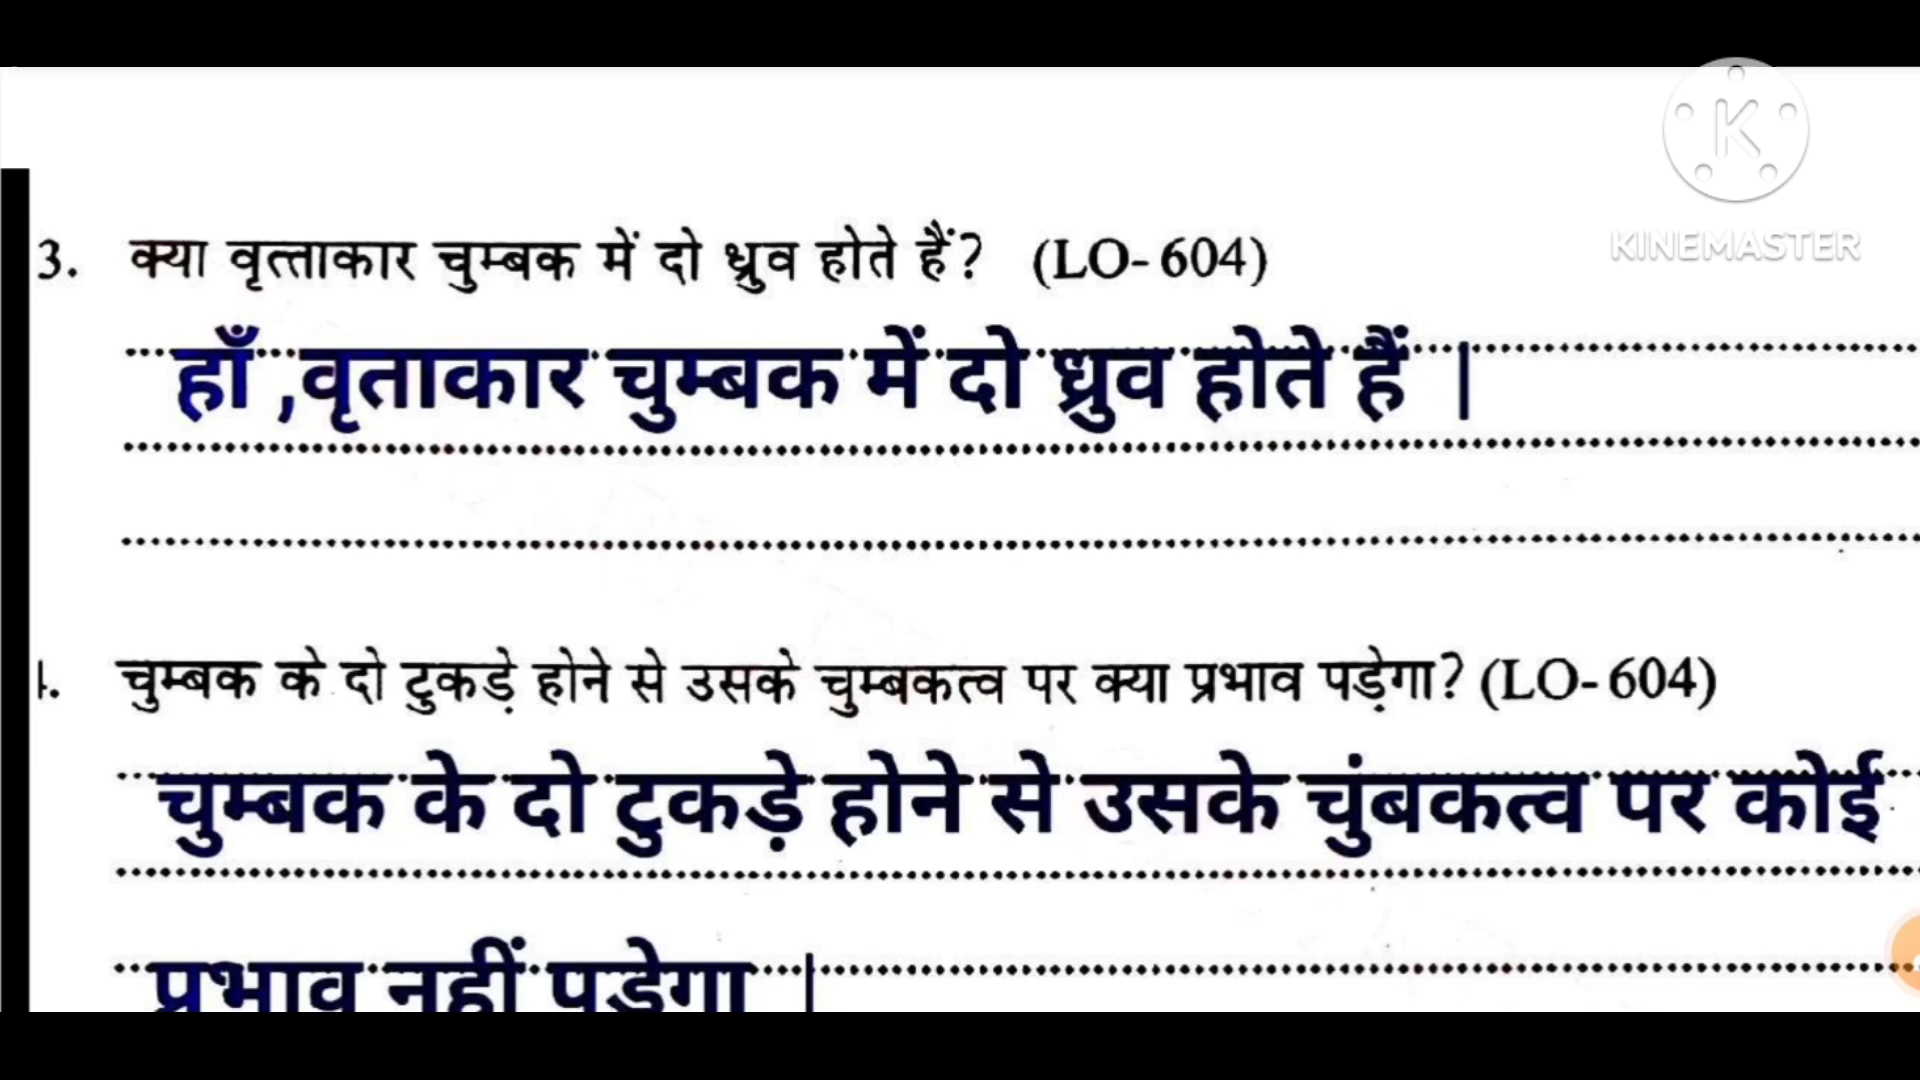 KINEMASTER
3. क्या वृत्ताकार चुम्बक में दो ध्रुव होते हैं? (LO-604)
हाँ ,वृताकार चुम्बक में दो ध्रुव होते हैं |
चुम्बक के दो टुकड़े होने से उसके चुम्बकत्व पर क्या प्रभाव पड़ेगा? (LO-604)
चुम्बक के दो टुकड़े होने से उसके चुंबकत्व पर कोई
प्रभाव नहीं पड़ेगा |